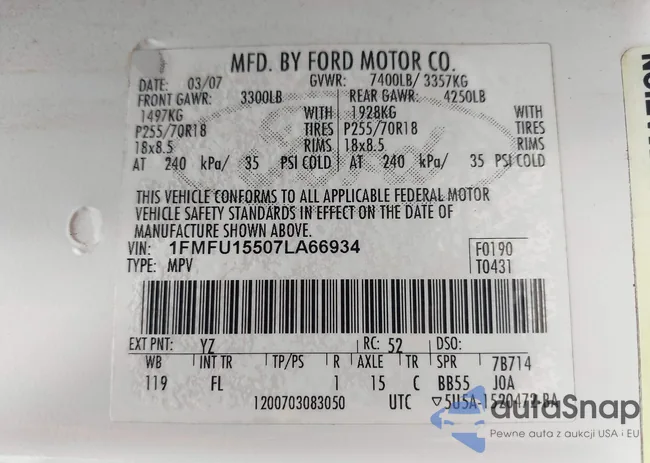 MFD. BY FORD MOTOR CO.
DATE: 03/07 GVWR: 7400LB/ 3357KG
FRONT GAWR: 3300LB REAR GAWR: 4250LB
1497KG WITH 1928KG WITH
P255/70R18 TIRES P255/70R18 TIRES
18x8.5 RIMS 18x8.5 RIMS
AT 240 kPa/ 35 PSI COLD AT 240 kPa/ 35 PSI COLD
THIS VEHICLE CONFORMS TO ALL APPLICABLE FEDERAL MOTOR
VEHICLE SAFETY STANDARDS IN EFFECT ON THE DATE OF
MANUFACTURE SHOWN ABOVE.
VIN: 1FMFU15507LA66934 F0190
TYPE: MPV T0431
EXT PNT: YZ RC: 52 DSO:
WB INT TR TP/PS R AXLE TR SPR 7B714
119 FL 1 15 C BB55 J0A
1200703083050 UTC ▽5U5A-1520472-BA
autoSnap
Pewne auta z aukcji USA i EU